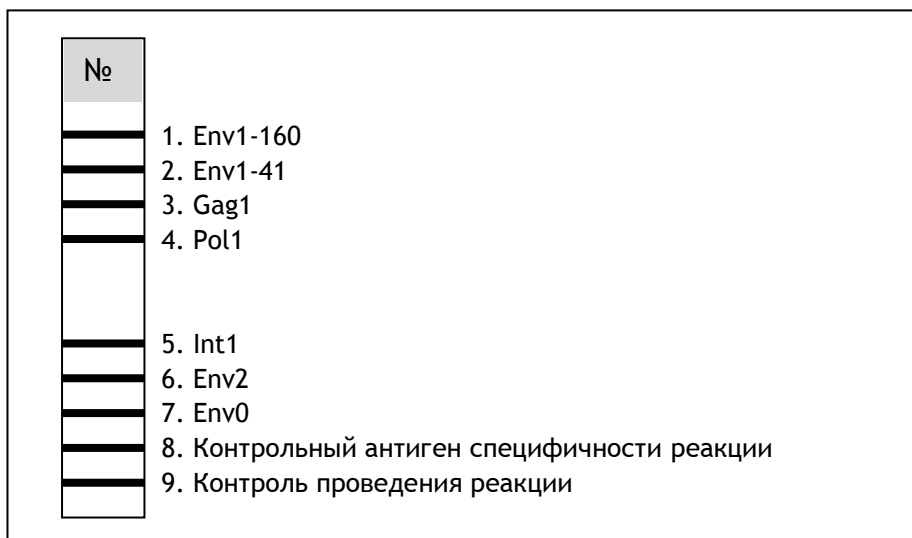 №
1. Env1-160
2. Env1-41
3. Gag1
4. Pol1
5. Int1
6. Env2
7. Env0
8. Контрольный антиген специфичности реакции
9. Контроль проведения реакции